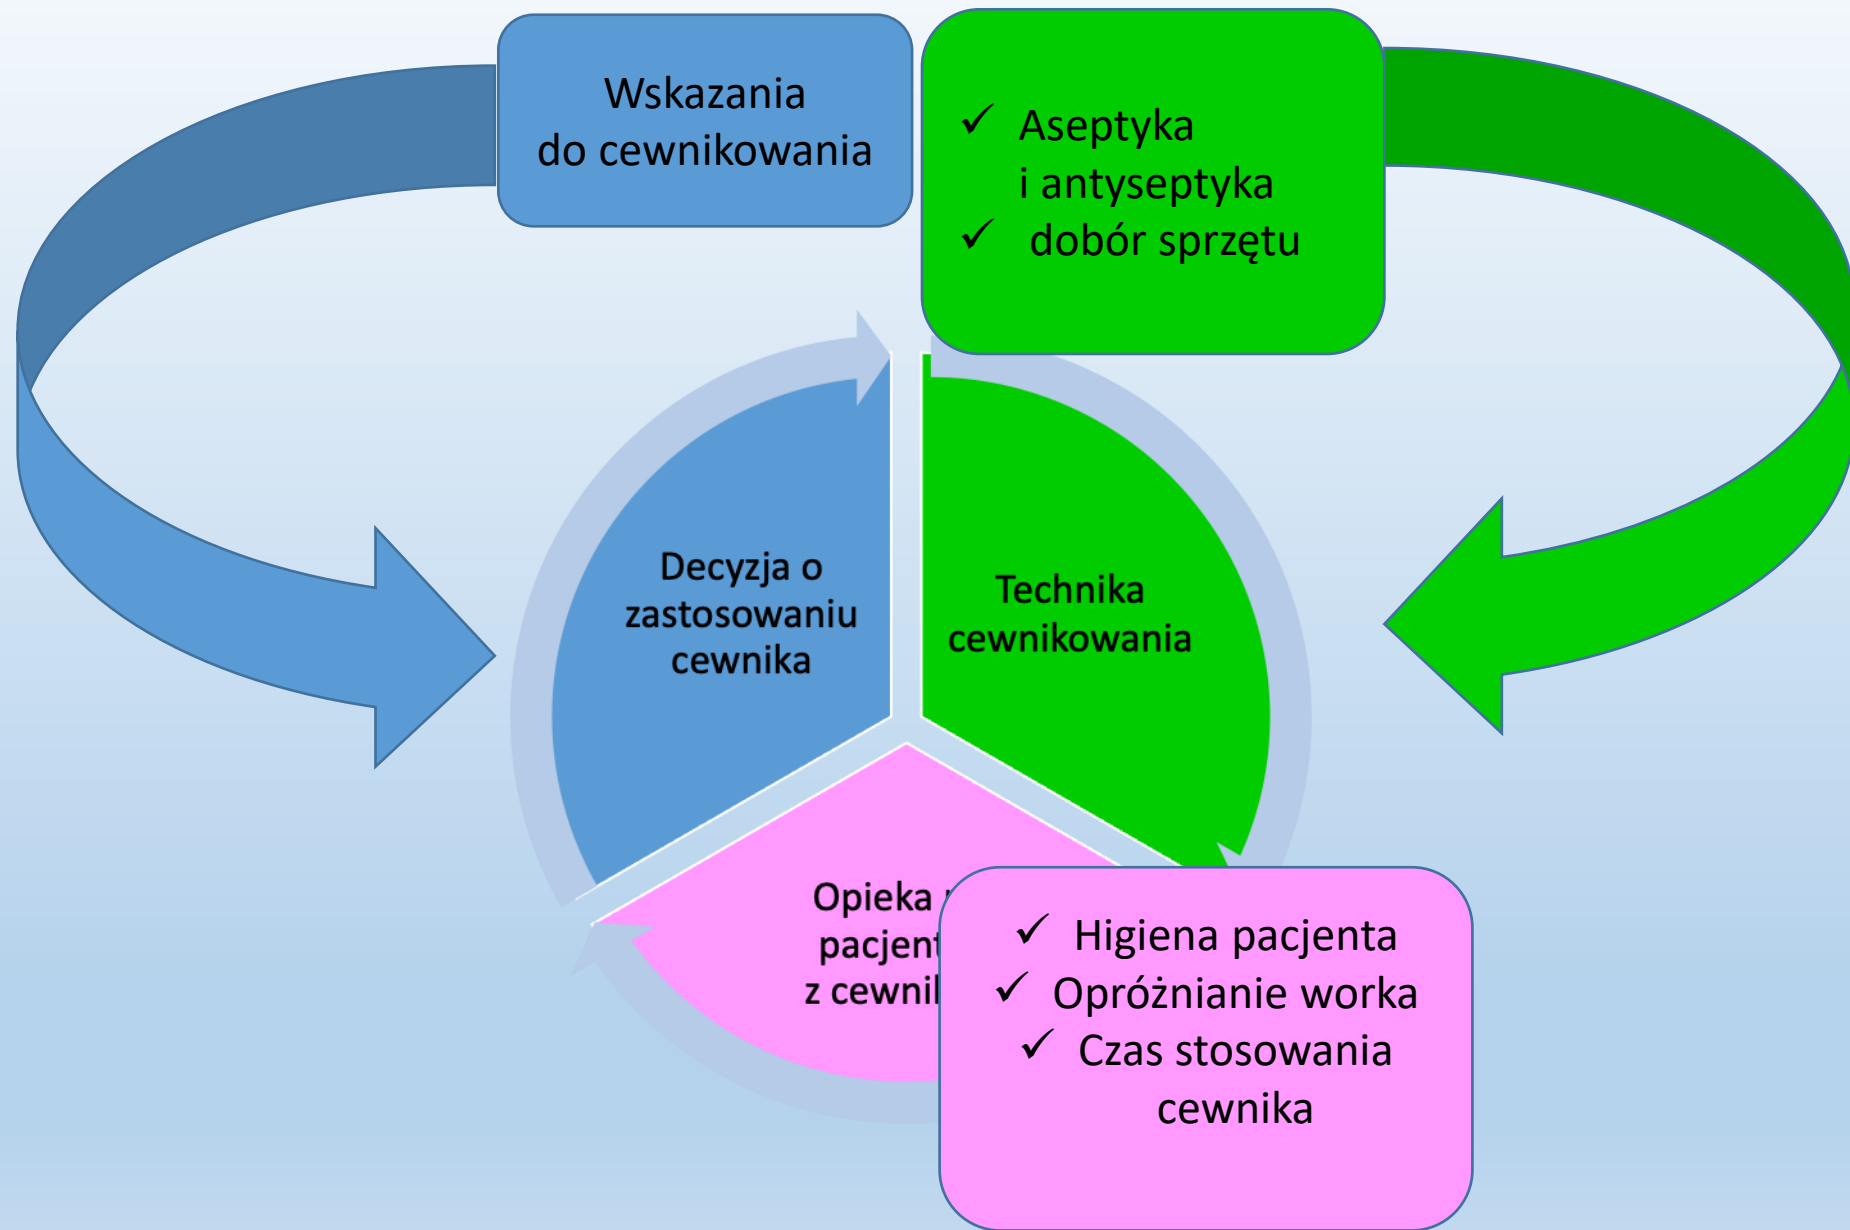 Wskazania
do cewnikowania
✓ Aseptyka
i antyseptyka
✓ dobór sprzętu
Decyzja o
zastosowaniu
cewnika
Technika
cewnikowania
Opieka
z
✓ Higiena pacjenta
✓ Opróżnianie worka
✓ Czas stosowania
cewnika